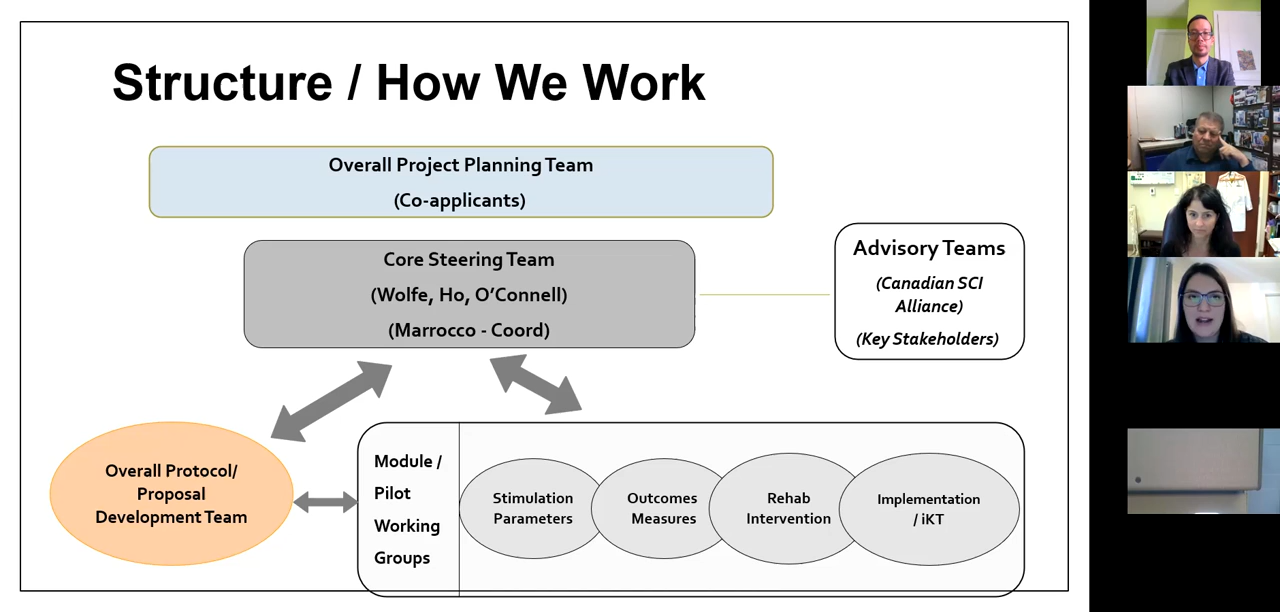 Structure / How We Work
Overall Project Planning Team
(Co-applicants)
Core Steering Team
(Wolfe, Ho, O’Connell)
(Marrocco - Coord)
Advisory Teams
(Canadian SCI
Alliance)
(Key Stakeholders)
Overall Protocol/
Proposal
Development Team
Module /
Pilot
Working
Groups
Stimulation
Parameters
Outcomes
Measures
Rehab
Intervention
Implementation
/ iKT